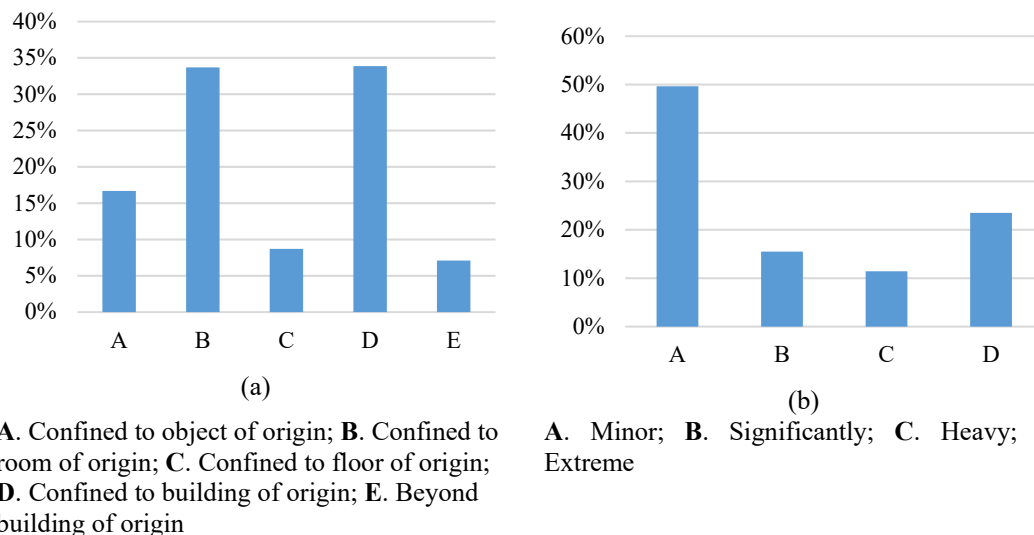 40%
35%
30%
25%
20%
15%
10%
5%
0%
A B C D E
(a)
A. Confined to object of origin; B. Confined to
room of origin; C. Confined to floor of origin;
D. Confined to building of origin; E. Beyond
building of origin
60%
50%
40%
30%
20%
10%
0%
A B C D
(b)
A. Minor; B. Significantly; C. Heavy;
Extreme